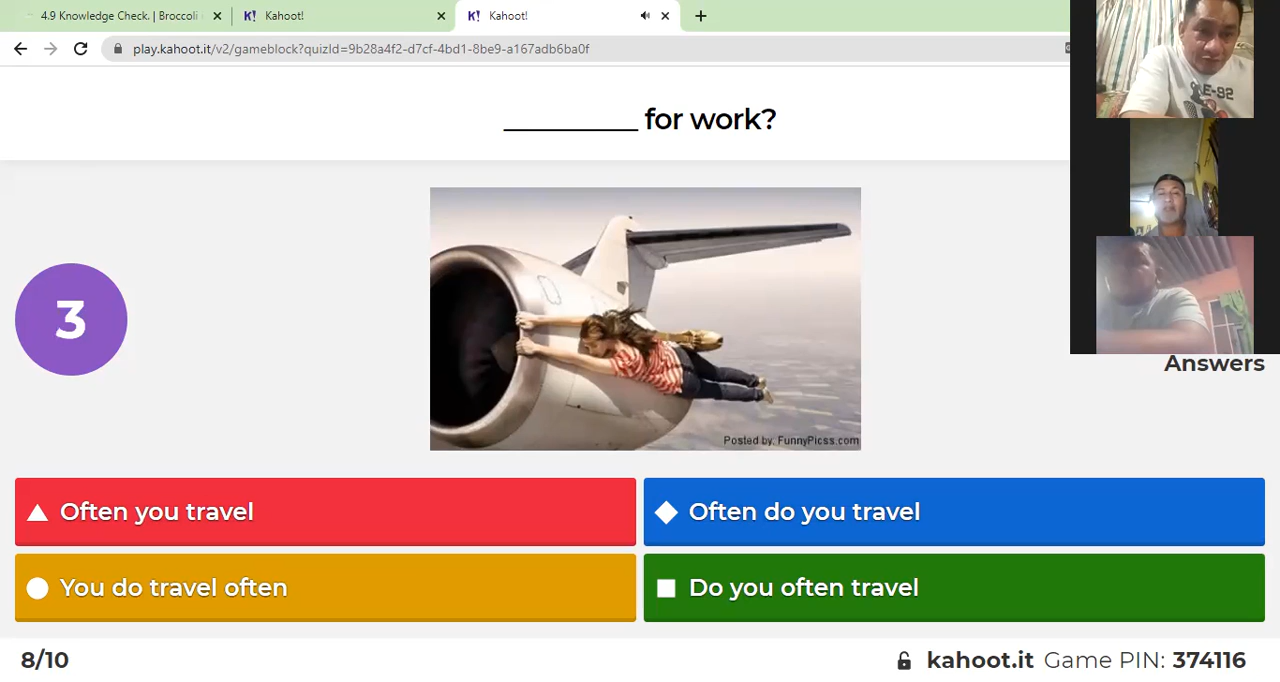 4.9 Knowledge Check. | Broccoli
K! Kahoot!
K! Kahoot!
play.kahoot.it/v2/gameblock?quizId=9b28a4f2-d7cf-4bd1-8be9-a167adb6ba0f
__________ for work?
E-92
3
Answers
Posted by: FunnyPicss.com
Often you travel
Often do you travel
You do travel often
Do you often travel
8/10
kahoot.it Game PIN: 374116